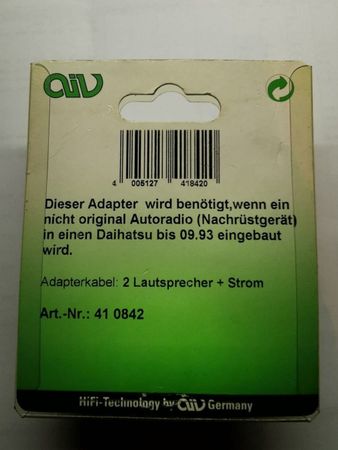 aiv
4 005127 418420
Dieser Adapter wird benötigt,wenn ein
nicht original Autoradio (Nachrüstgerät)
in einen Daihatsu bis 09.93 eingebaut
wird.
Adapterkabel: 2 Lautsprecher + Strom
Art.-Nr.: 41 0842
HiFi-Technology by aiv Germany